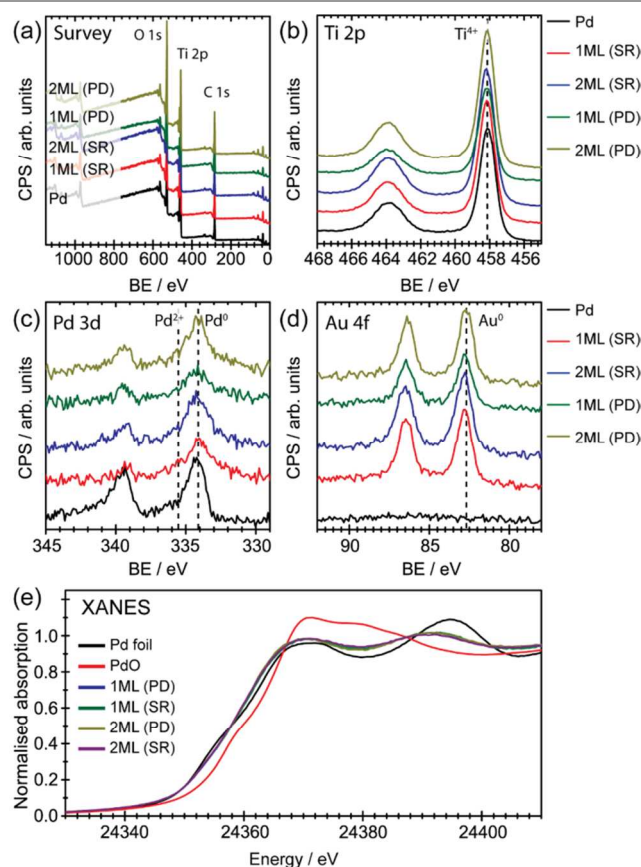 (a) Survey
O 1s
Ti 2p
C 1s
2ML (PD)
1ML (PD)
2ML (SR)
1ML (SR)
Pd
CPS / arb. units
1000 800 600 400 200 0
BE / eV
(b) Ti 2p
Ti4+
CPS / arb. units
468 466 464 462 460 458 456
BE / eV
Pd
1ML (SR)
2ML (SR)
1ML (PD)
2ML (PD)
(c) Pd 3d
Pd2+
Pd0
CPS / arb. units
345 340 335 330
BE / eV
(d) Au 4f
Au0
CPS / arb. units
90 85 80
BE / eV
Pd
1ML (SR)
2ML (SR)
1ML (PD)
2ML (PD)
(e) XANES
Pd foil
PdO
1ML (PD)
1ML (SR)
2ML (PD)
2ML (SR)
Normalised absorption
1.0
0.8
0.6
0.4
0.2
0.0
24340 24360 24380 24400
Energy / eV